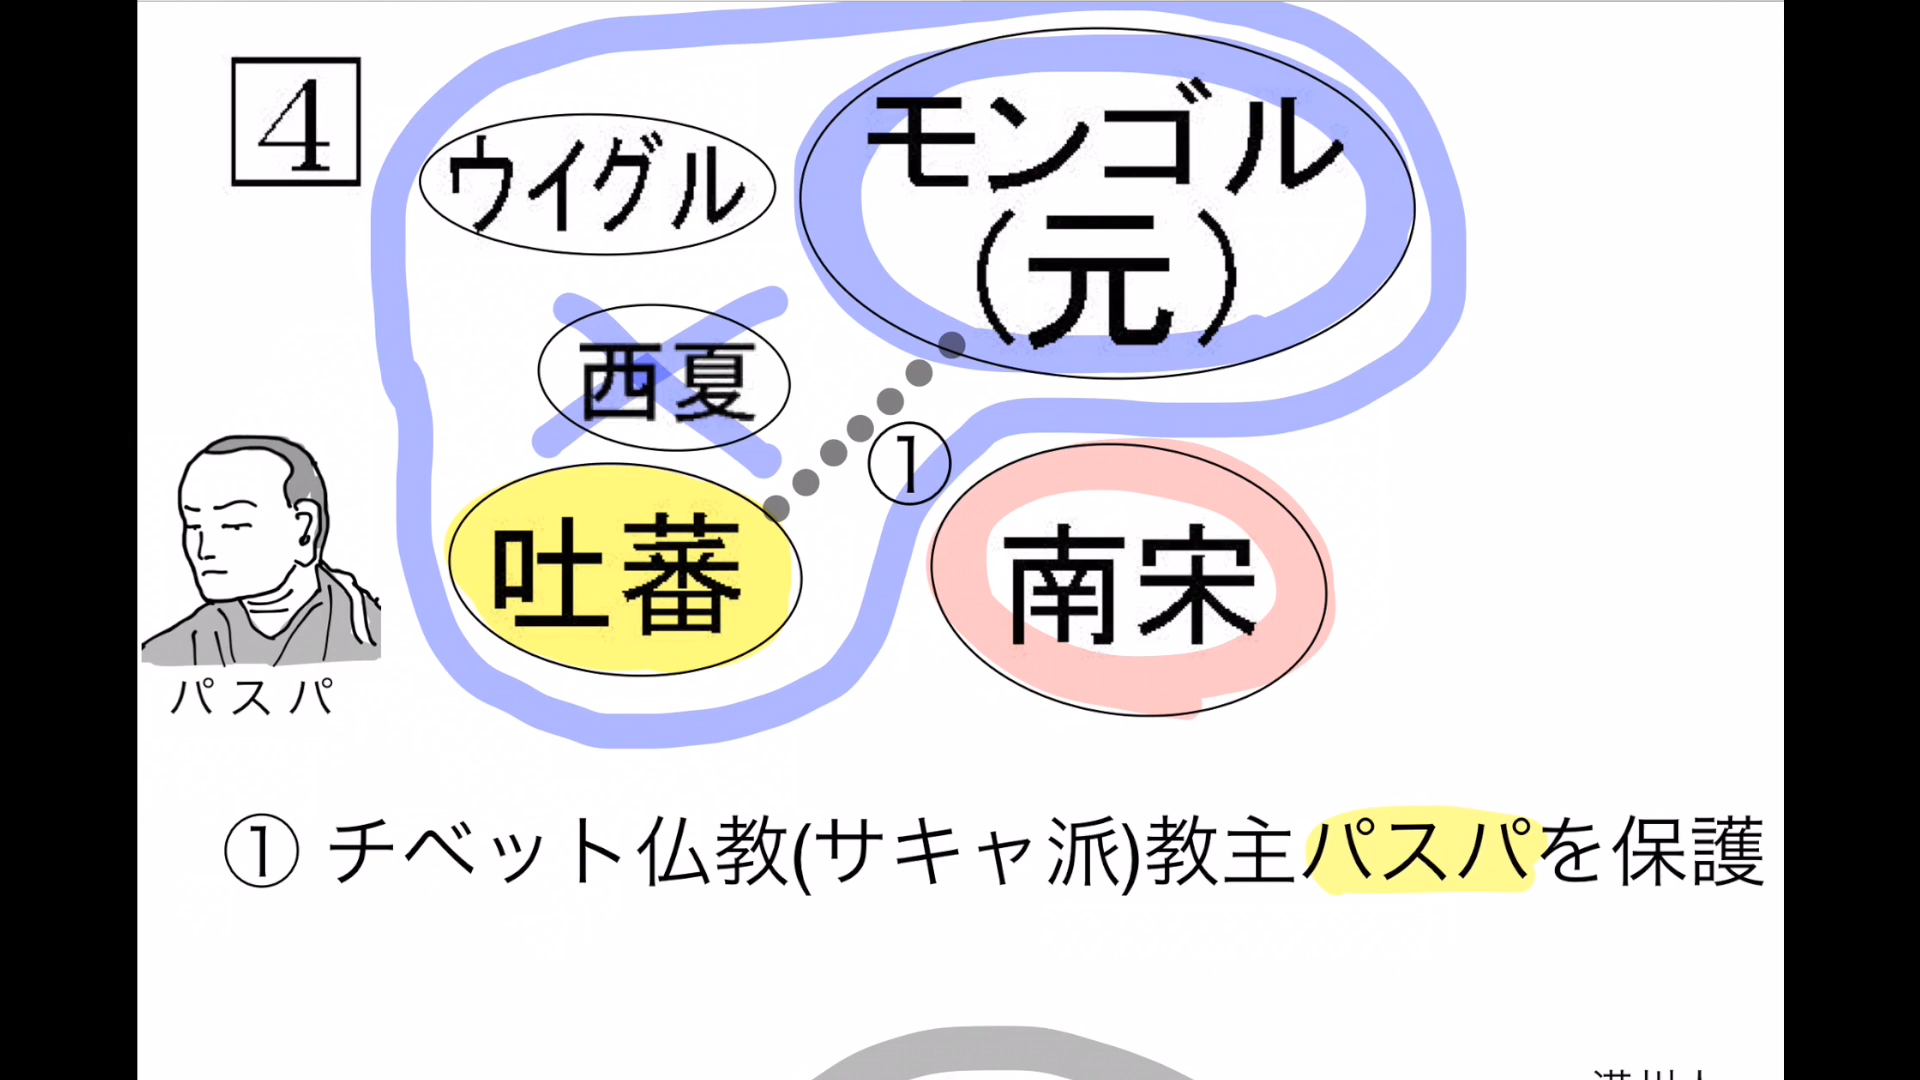 4
ウイグル
モンゴル
(元)
西夏
①
吐蕃
南宋
パスパ
① チベット仏教(サキャ派)教主パスパを保護